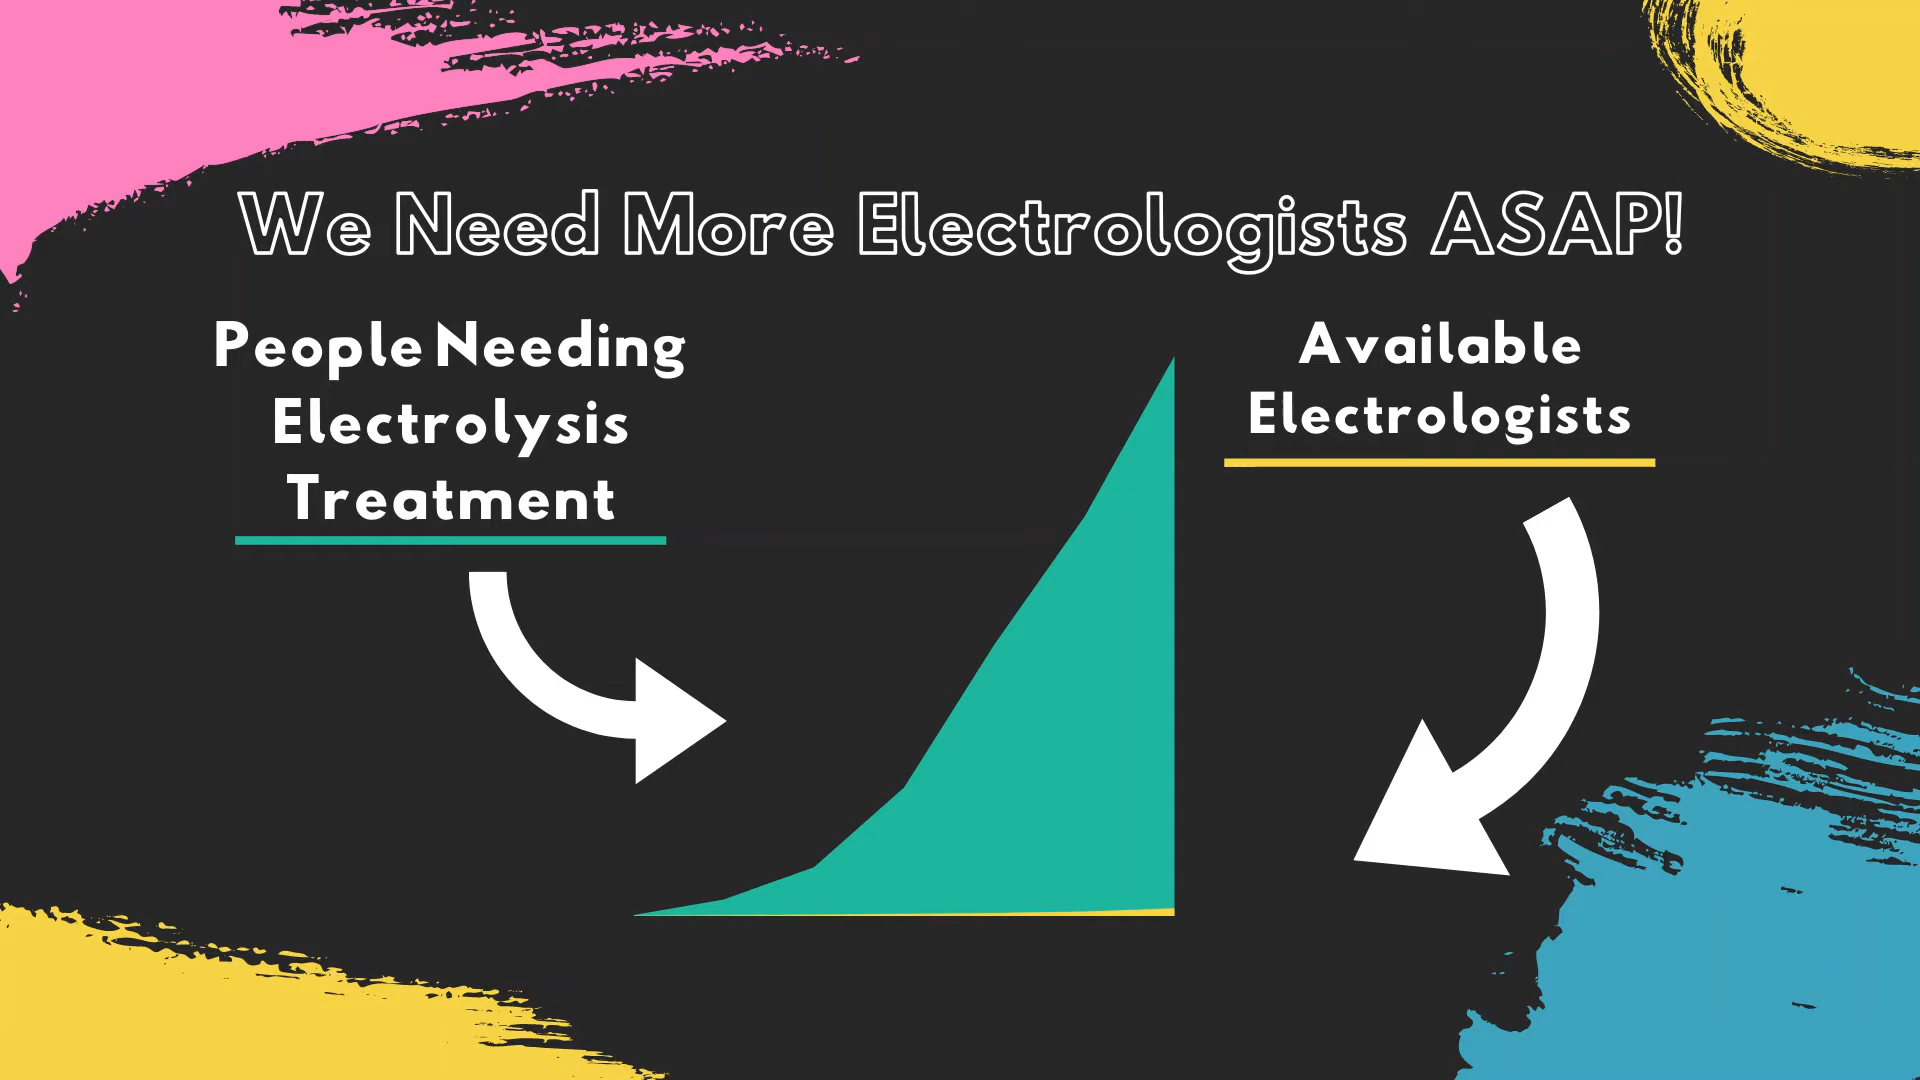 We Need More Electrologists ASAP!
People Needing
Electrolysis
Treatment
Available
Electrologists